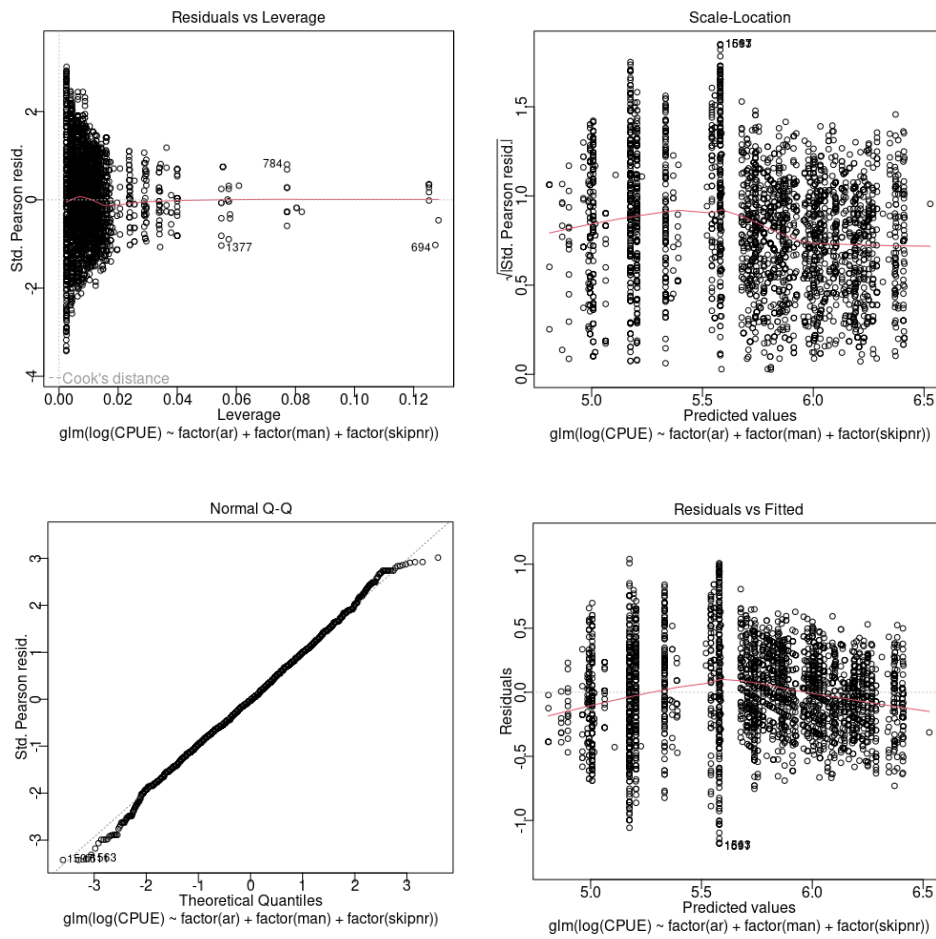 Residuals vs Leverage
Std. Pearson resid.
2
0
-2
-4
784
1377
694
Cook's distance
0.00 0.02 0.04 0.06 0.08 0.10 0.12
Leverage
glm(log(CPUE) ~ factor(ar) + factor(man) + factor(skipnr))
Scale-Location
√|Std. Pearson resid.|
1.5
1.0
0.5
0.0
5.0 5.5 6.0 6.5
Predicted values
glm(log(CPUE) ~ factor(ar) + factor(man) + factor(skipnr))
Normal Q-Q
Std. Pearson resid.
3
2
1
0
-1
-2
-3
-3 -2 -1 0 1 2 3
Theoretical Quantiles
glm(log(CPUE) ~ factor(ar) + factor(man) + factor(skipnr))
Residuals vs Fitted
Residuals
1.0
0.5
0.0
-0.5
-1.0
5.0 5.5 6.0 6.5
Predicted values
glm(log(CPUE) ~ factor(ar) + factor(man) + factor(skipnr))